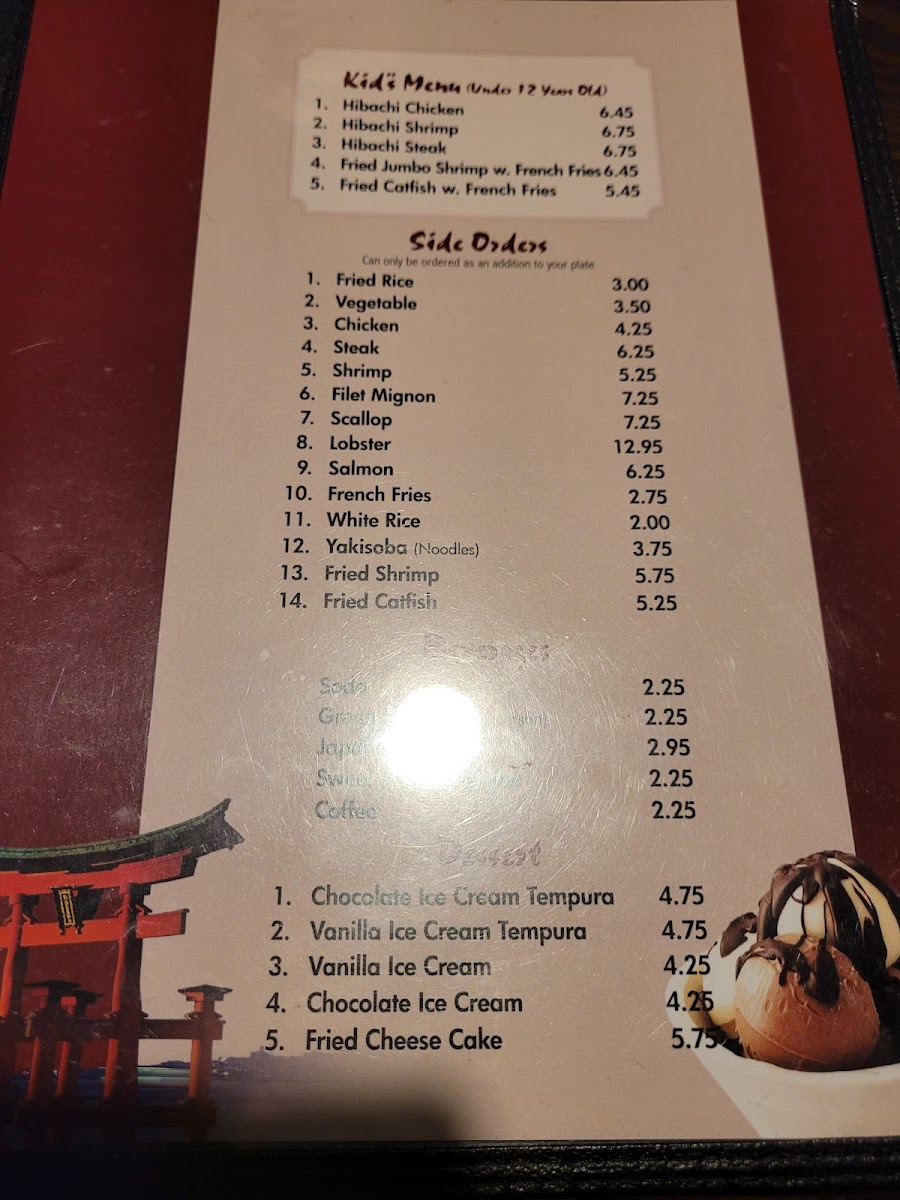 Kid's Menu (Under 12 Years Old)
1. Hibachi Chicken 6.45
2. Hibachi Shrimp 6.75
3. Hibachi Steak 6.75
4. Fried Jumbo Shrimp w. French Fries 6.45
5. Fried Catfish w. French Fries 5.45
Side Orders
Can only be ordered as an addition to your plate
1. Fried Rice 3.00
2. Vegetable 3.50
3. Chicken 4.25
4. Steak 6.25
5. Shrimp 5.25
6. Filet Mignon 7.25
7. Scallop 7.25
8. Lobster 12.95
9. Salmon 6.25
10. French Fries 2.75
11. White Rice 2.00
12. Yakisoba (Noodles) 3.75
13. Fried Shrimp 5.75
14. Fried Catfish 5.25
Beverages
Soda 2.25
Green 2.25
2.95
2.25
Coffee 2.25
Dessert
1. Chocolate Ice Cream Tempura 4.75
2. Vanilla Ice Cream Tempura 4.75
3. Vanilla Ice Cream 4.25
4. Chocolate Ice Cream 4.25
5. Fried Cheese Cake 5.75